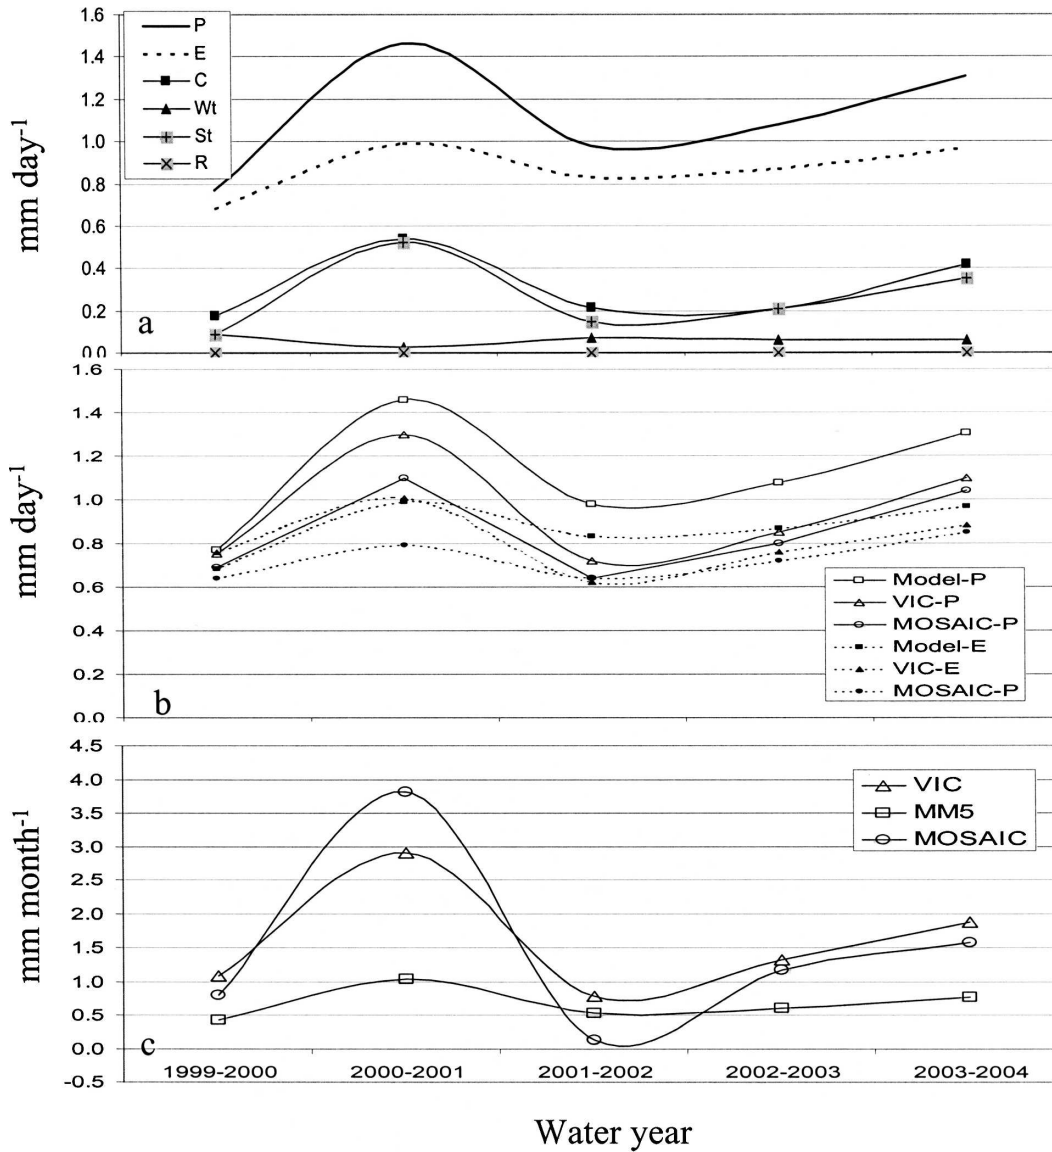 1.6
1.4
1.2
1.0
0.8
0.6
0.4
0.2
0.0
mm day-1
P
E
C
Wt
St
R
a
1.6
1.4
1.2
1.0
0.8
0.6
0.4
0.2
0.0
mm day-1
Model-P
VIC-P
MOSAIC-P
Model-E
VIC-E
MOSAIC-P
b
4.5
4.0
3.5
3.0
2.5
2.0
1.5
1.0
0.5
0.0
-0.5
mm month-1
VIC
MM5
MOSAIC
c
1999-2000 2000-2001 2001-2002 2002-2003 2003-2004
Water year